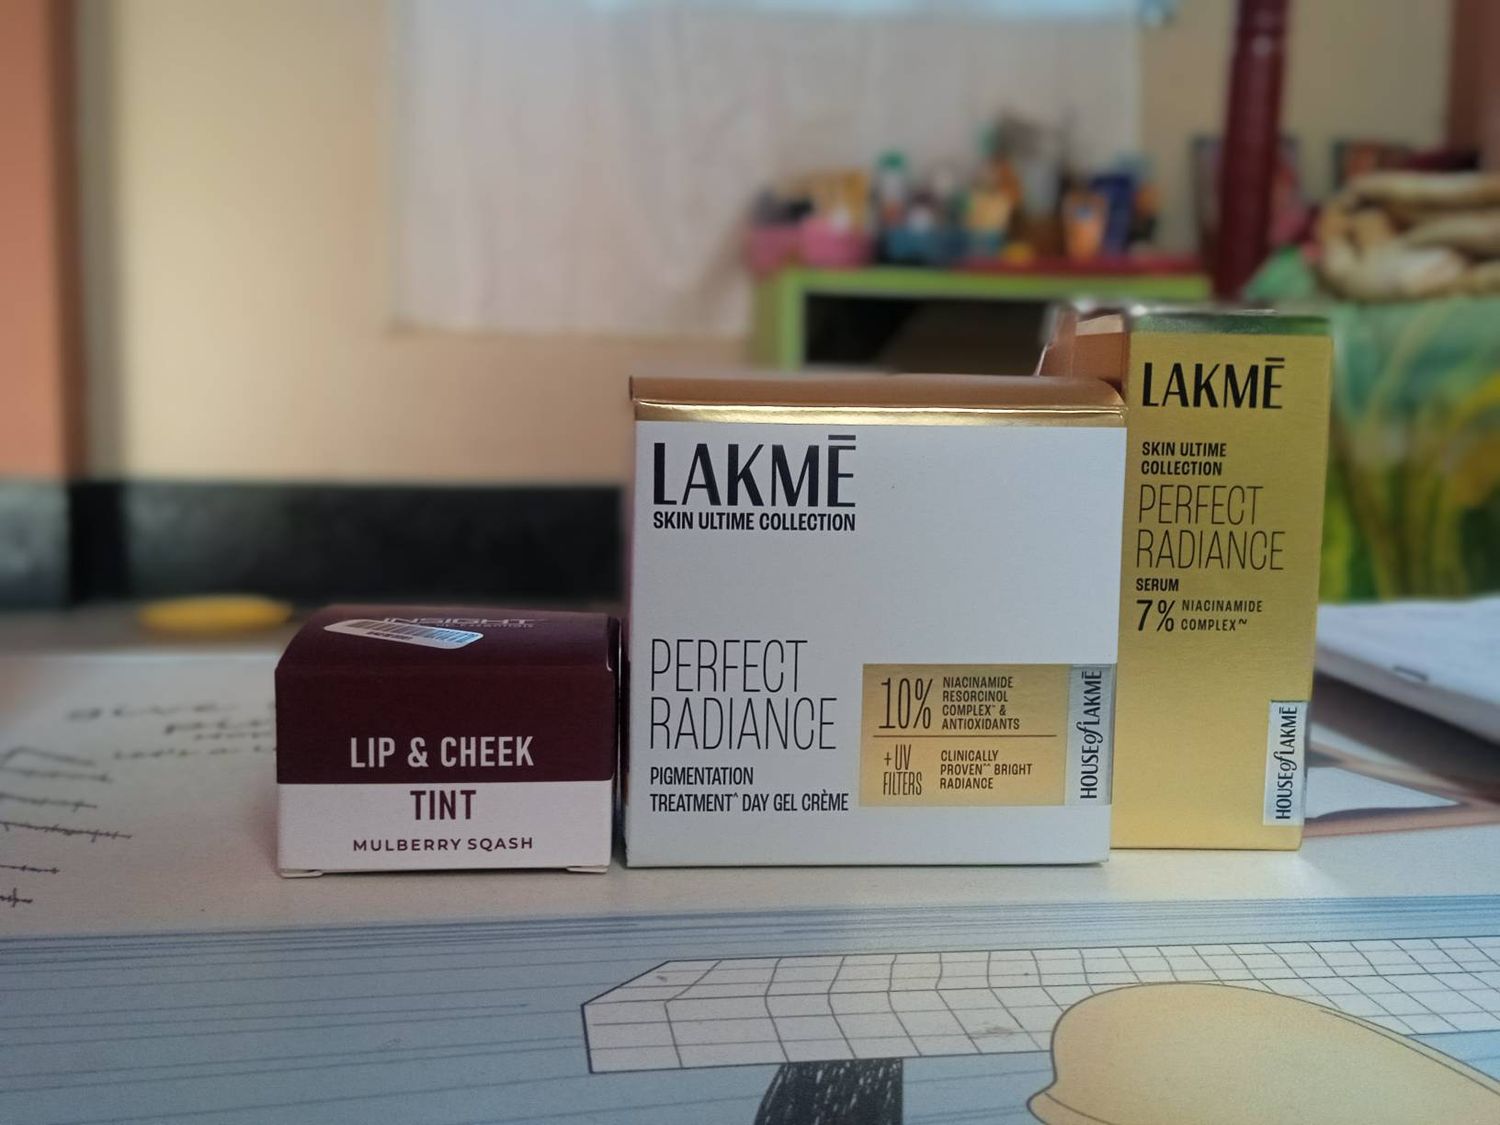 INSIGHT
LIP & CHEEK
TINT
MULBERRY SQASH
LAKMĒ
SKIN ULTIME COLLECTION
PERFECT
RADIANCE
PIGMENTATION
TREATMENT^ DAY GEL CRÈME
10% NIACINAMIDE
RESORCINOL
COMPLEX~ &
ANTIOXIDANTS
+UV
FILTERS
CLINICALLY
PROVEN~~ BRIGHT
RADIANCE
HOUSE of LAKMĒ
LAKMĒ
SKIN ULTIME
COLLECTION
PERFECT
RADIANCE
SERUM
7% NIACINAMIDE
COMPLEX~
HOUSE of LAKMĒ